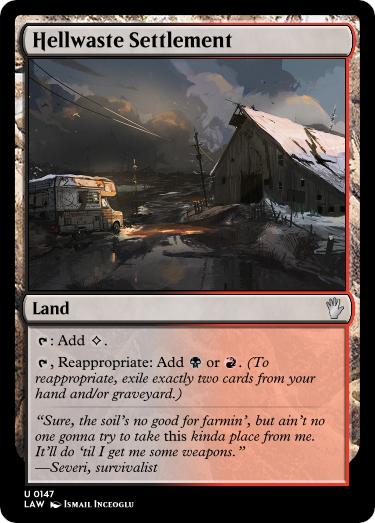 Hellwaste Settlement
Land
: Add .
, Reappropriate: Add or . (To
reappropriate, exile exactly two cards from your
hand and/or graveyard.)
“Sure, the soil’s no good for farmin’, but ain’t no
one gonna try to take this kinda place from me.
It’ll do ‘til I get me some weapons.”
—Severi, survivalist
U 0147
LAW Ismail Inceoglu